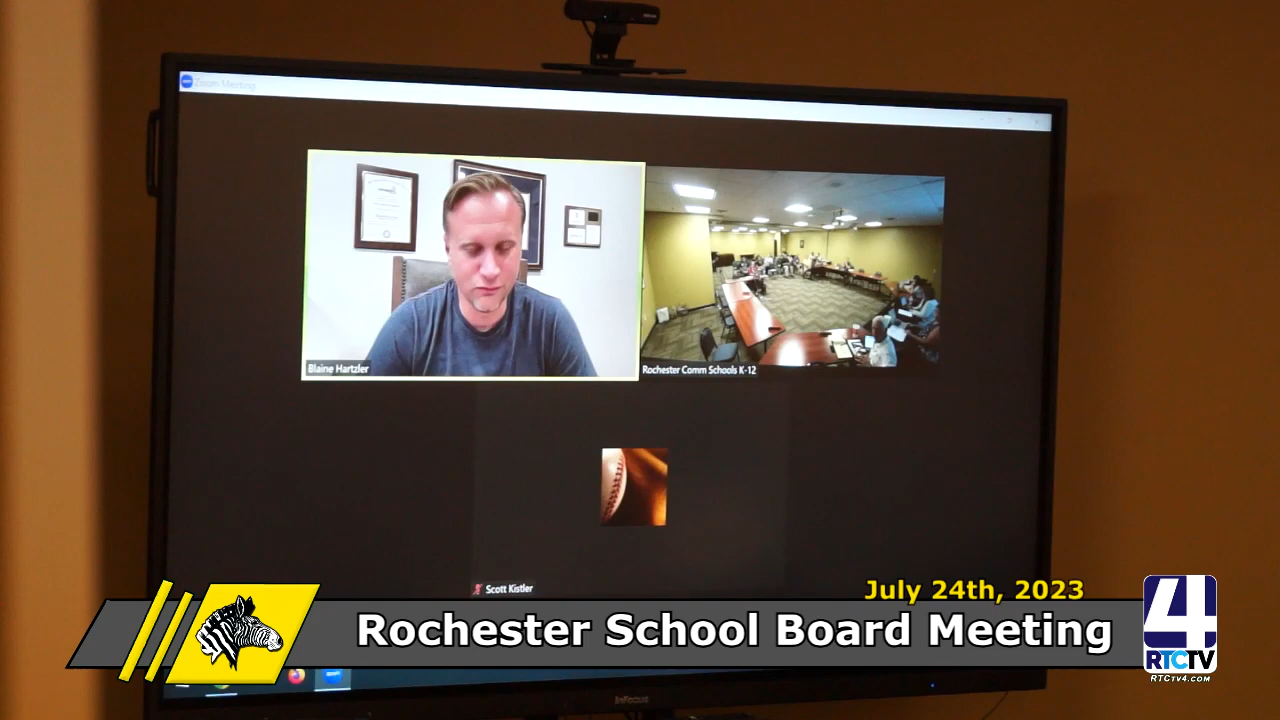 Zoom Meeting
Blaine Hartzler
Rochester Comm Schools K-12
Scott Kistler
July 24th, 2023
Rochester School Board Meeting
4
RTCTV
RTCTV4.COM
InFocus